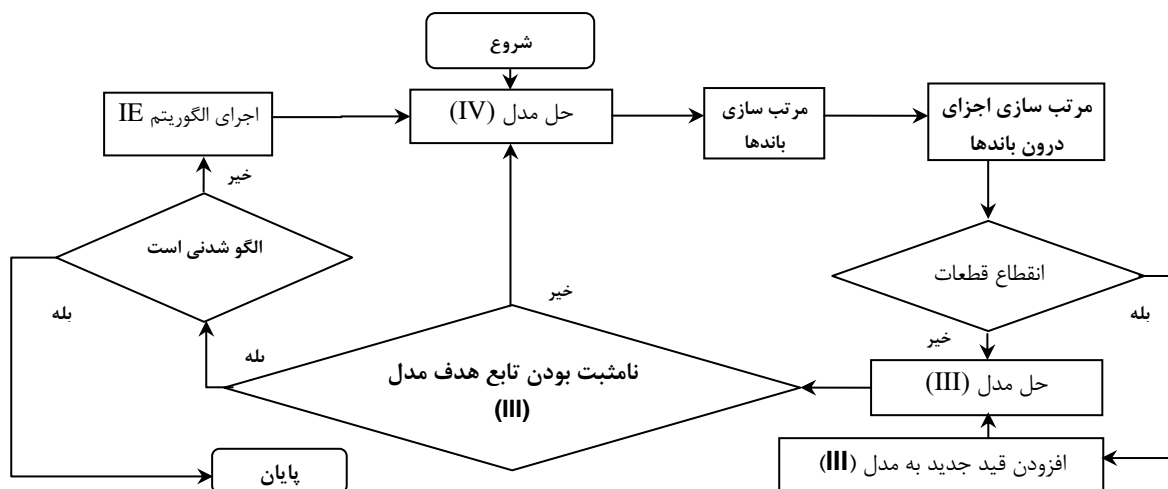 شروع
اجرای الگوریتم IE
حل مدل (IV)
مرتب سازی
باندها
مرتب سازی اجزای
درون باندها
خیر
الگو شدنی است
بله
انقطاع قطعات
بله
خیر
خیر
بله
نامثبت بودن تابع هدف مدل
(III)
حل مدل (III)
افزودن قید جدید به مدل (III)
پایان